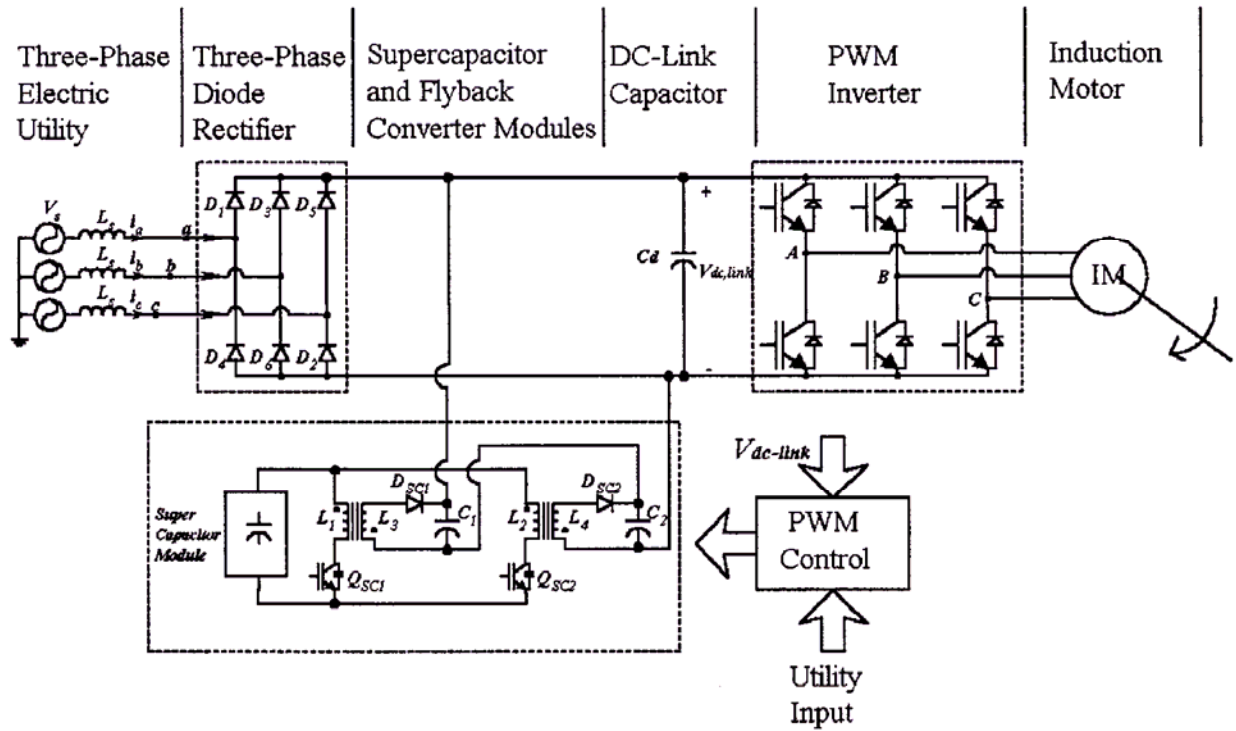 Three-Phase
Electric
Utility
Three-Phase
Diode
Rectifier
Supercapacitor
and Flyback
Converter Modules
DC-Link
Capacitor
PWM
Inverter
Induction
Motor
Vs
Ls ia a
Ls ib b
Ls ic c
D1 D3 D5
D4 D6 D2
+
Cd
Vdc,link
-
A
B
C
IM
Super
Capacitor
Module
L1 L3
DSC1
C1
QSC1
L2 L4
DSC2
C2
QSC2
Vdc-link
PWM
Control
Utility
Input